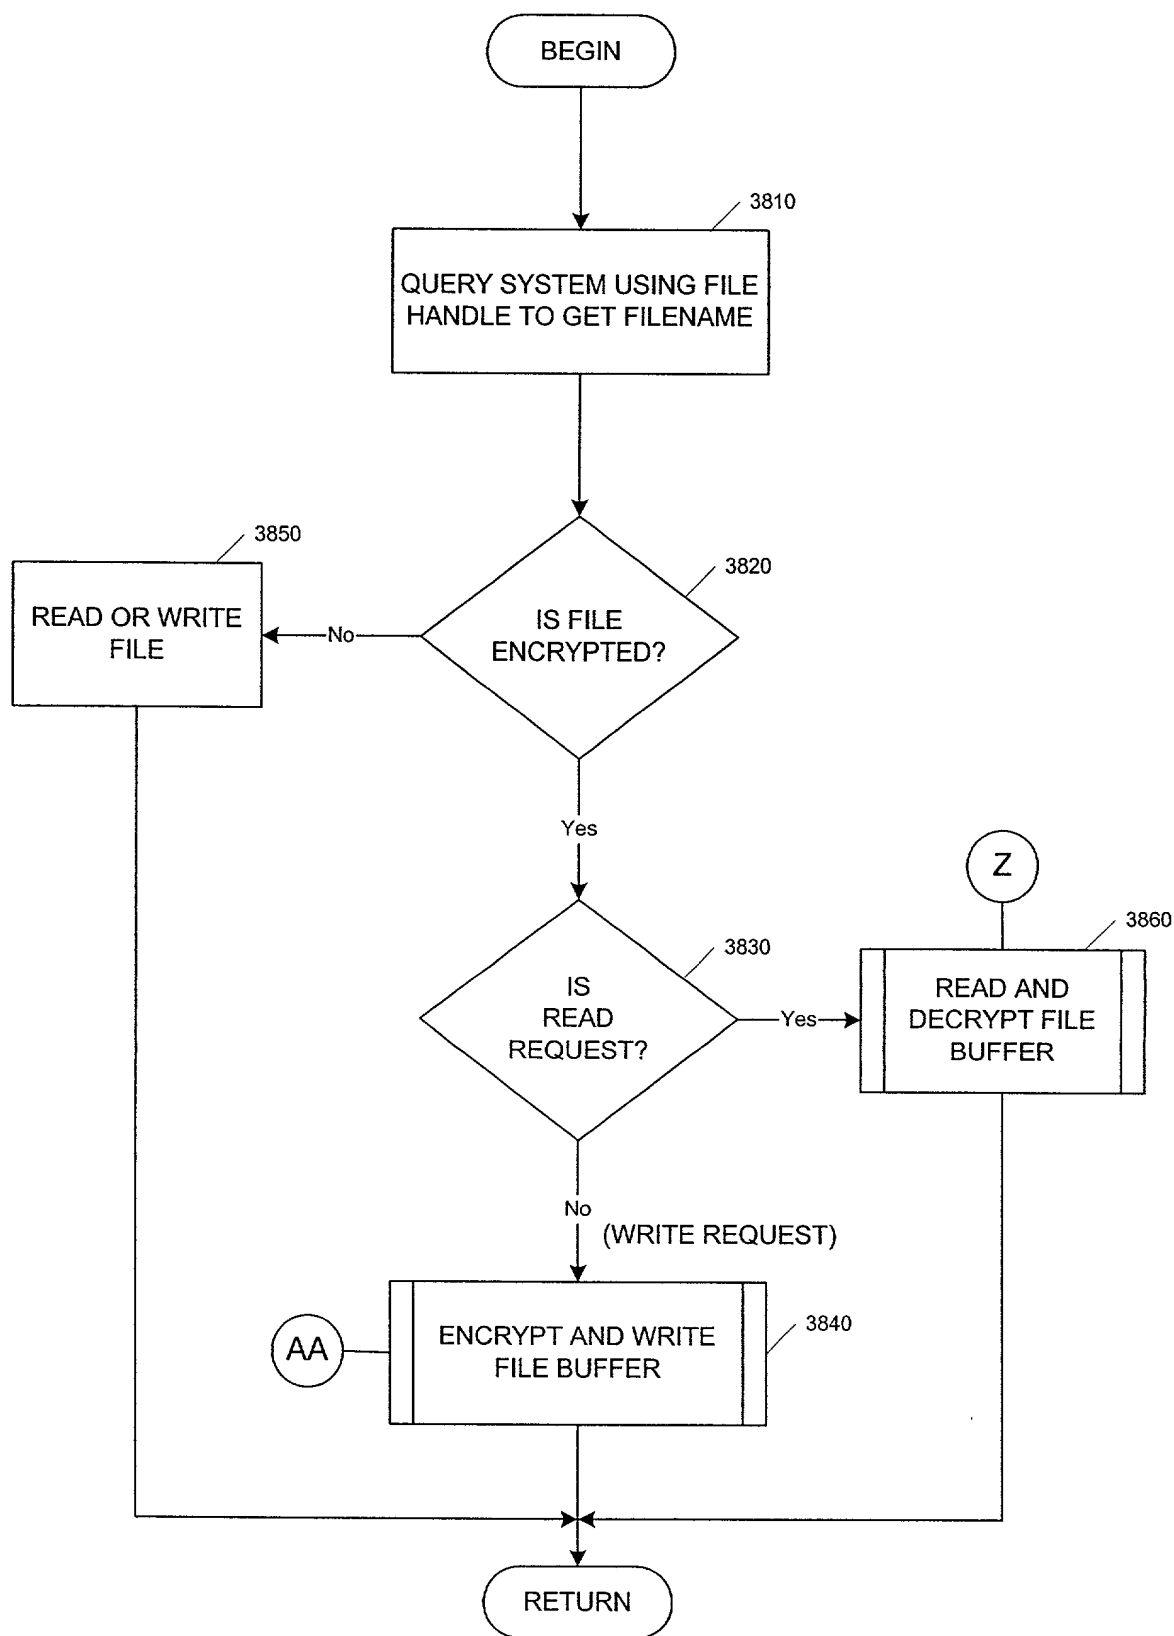 BEGIN
3810
QUERY SYSTEM USING FILE
HANDLE TO GET FILENAME
3850
READ OR WRITE
FILE
No
3820
IS FILE
ENCRYPTED?
Yes
Z
3860
READ AND
DECRYPT FILE
BUFFER
3830
IS
READ
REQUEST?
Yes
No
(WRITE REQUEST)
AA
3840
ENCRYPT AND WRITE
FILE BUFFER
RETURN